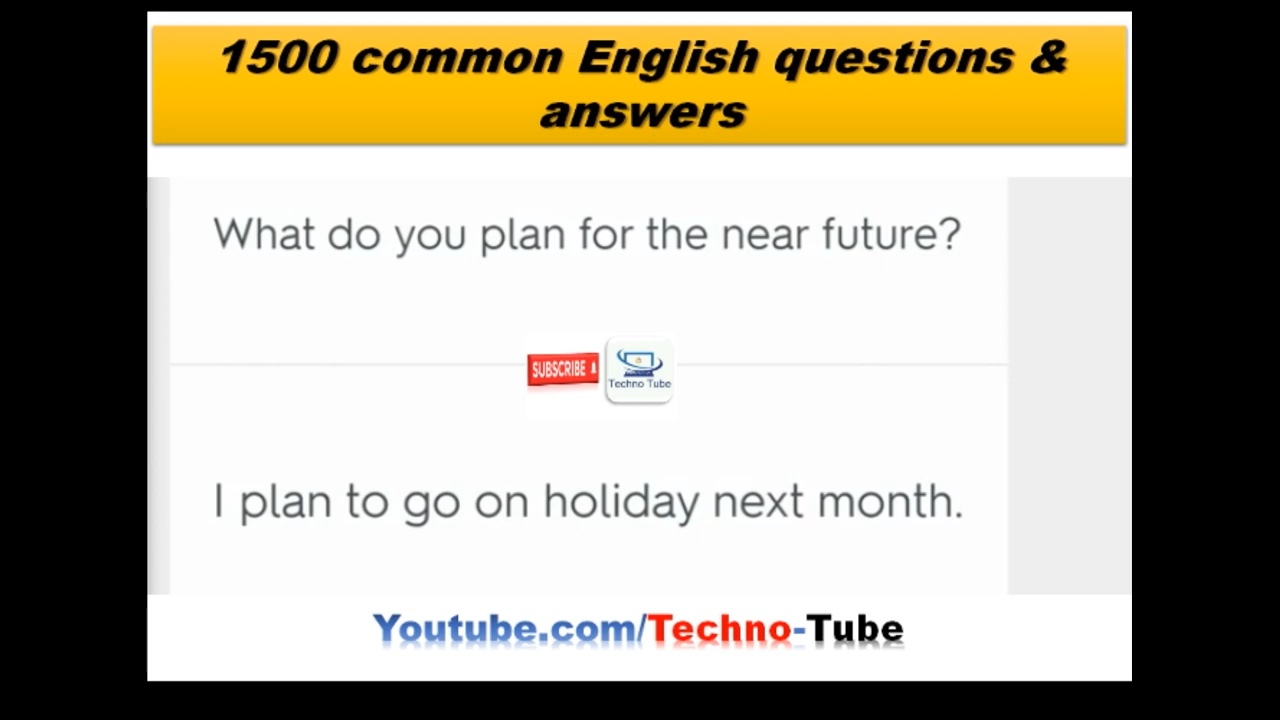 1500 common English questions &
answers
What do you plan for the near future?
SUBSCRIBE
Techno Tube
I plan to go on holiday next month.
Youtube.com/Techno-Tube